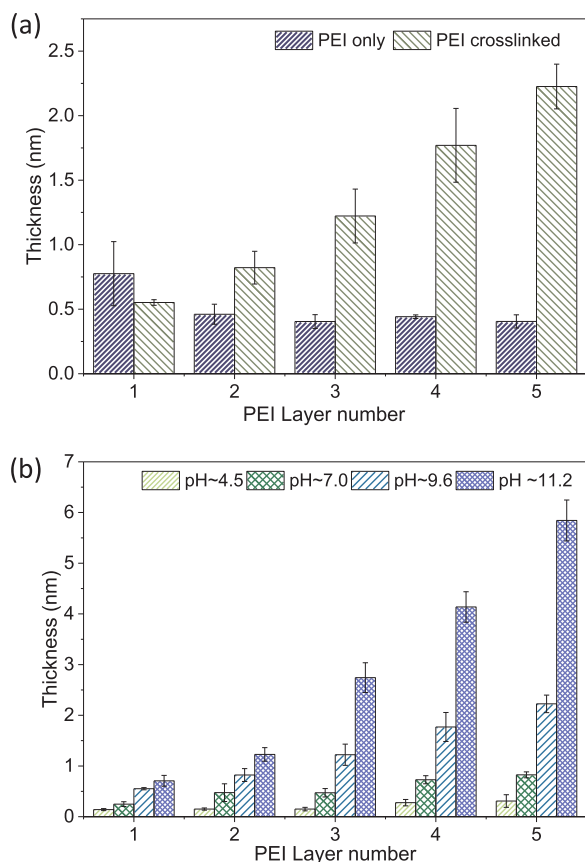 (a)
PEI only PEI crosslinked
Thickness (nm)
2.5
2.0
1.5
1.0
0.5
0.0
1 2 3 4 5
PEI Layer number
(b)
pH~4.5 pH~7.0 pH~9.6 pH ~11.2
Thickness (nm)
7
6
5
4
3
2
1
0
1 2 3 4 5
PEI Layer number